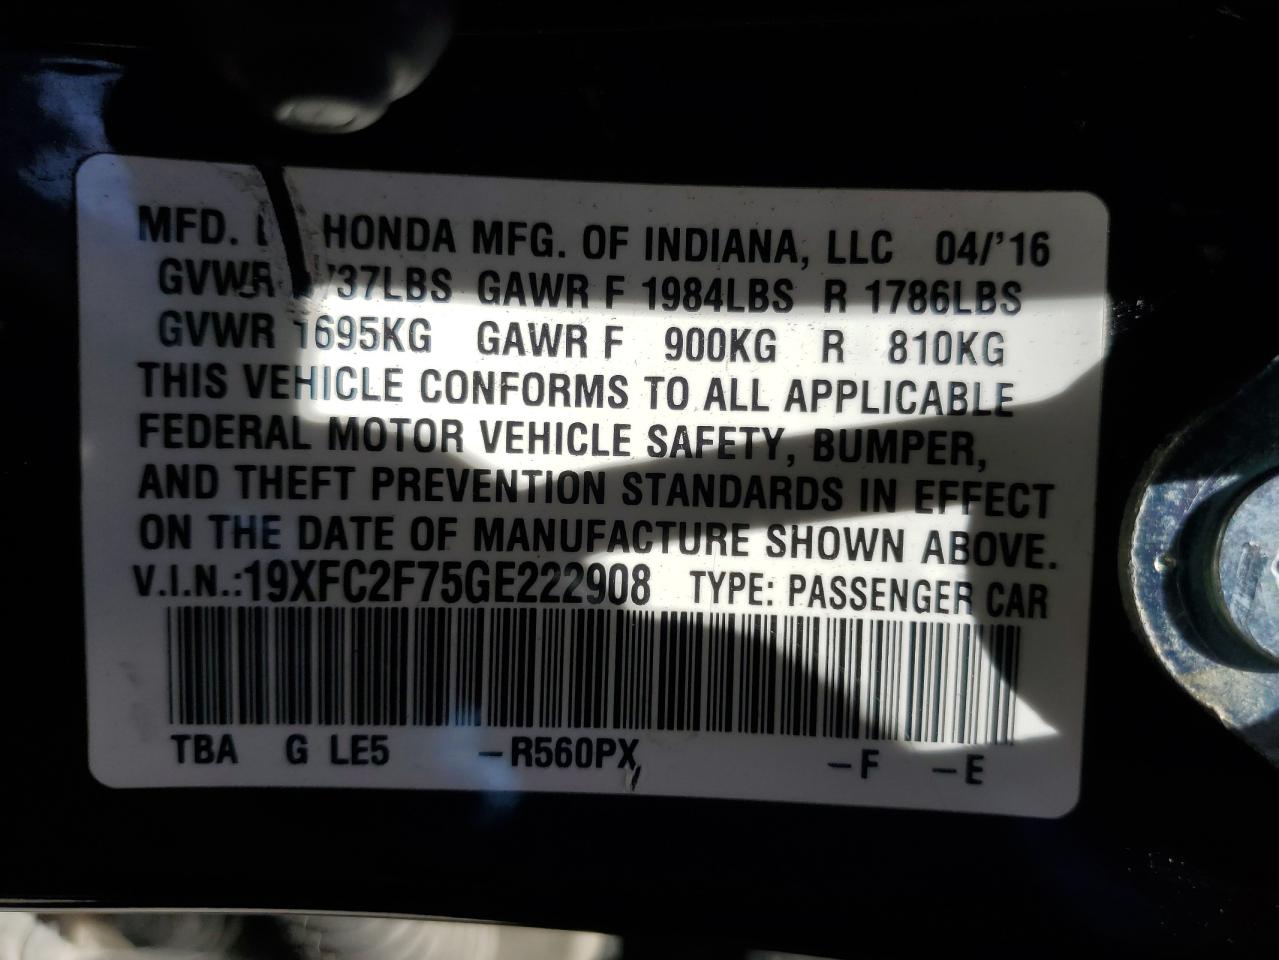 MFD. HONDA MFG. OF INDIANA, LLC 04/'16
GVWR 37LBS GAWR F 1984LBS R 1786LBS
GVWR 1695KG GAWR F 900KG R 810KG
THIS VEHICLE CONFORMS TO ALL APPLICABLE
FEDERAL MOTOR VEHICLE SAFETY, BUMPER,
AND THEFT PREVENTION STANDARDS IN EFFECT
ON THE DATE OF MANUFACTURE SHOWN ABOVE.
V.I.N.:19XFC2F75GE222908 TYPE: PASSENGER CAR
TBA G LE5 –R560PX –F –E